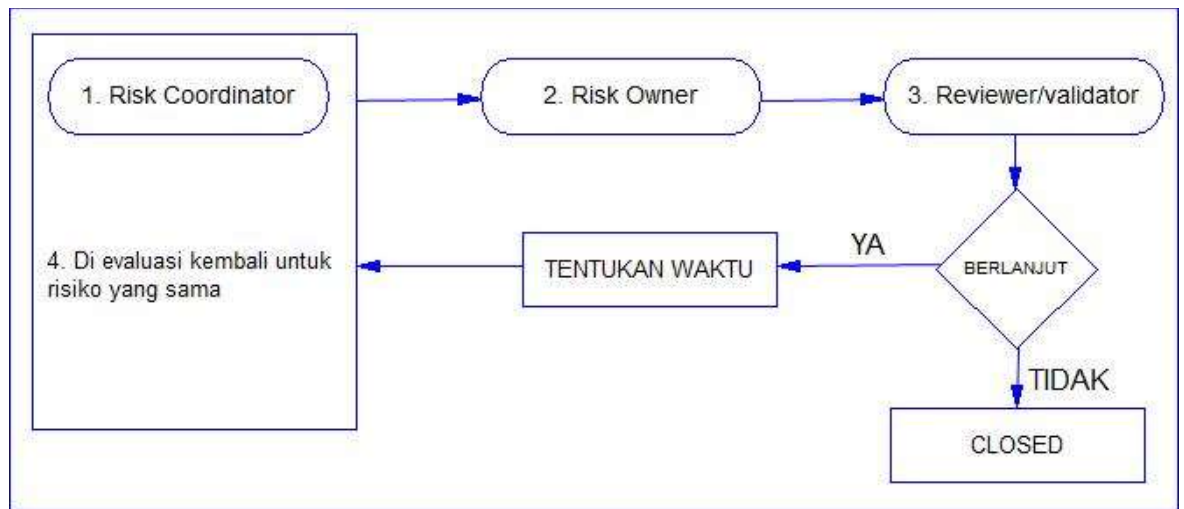 1. Risk Coordinator
2. Risk Owner
3. Reviewer/validator
4. Di evaluasi kembali untuk
risiko yang sama
TENTUKAN WAKTU
YA
BERLANJUT
TIDAK
CLOSED